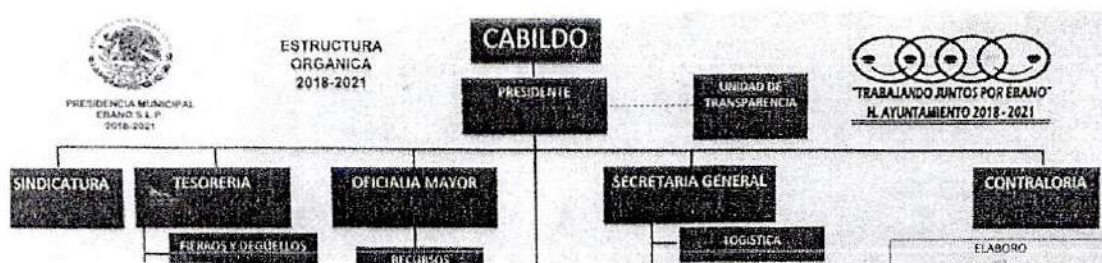 ESTRUCTURA
ORGANICA
2018-2021
PRESIDENCIA MUNICIPAL
EBANO S.L.P
2018-2021
CABILDO
PRESIDENTE
UNIDAD DE
TRANSPARENCIA
"TRABAJANDO JUNTOS POR EBANO"
H. AYUNTAMIENTO 2018 - 2021
SINDICATURA
TESORERIA
OFICIALIA MAYOR
SECRETARIA GENERAL
CONTRALORIA
FIERROS Y DEGÜELLOS
RECURSOS
LOGISTICA
ELABORO